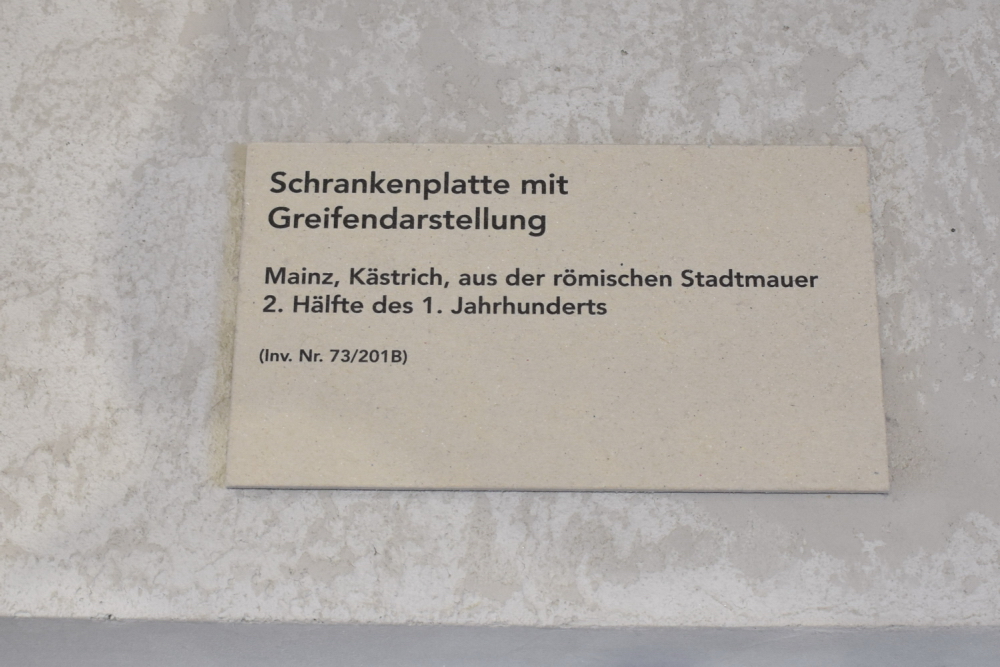 Schrankenplatte mit
Greifendarstellung
Mainz, Kästrich, aus der römischen Stadtmauer
2. Hälfte des 1. Jahrhunderts
(Inv. Nr. 73/201B)